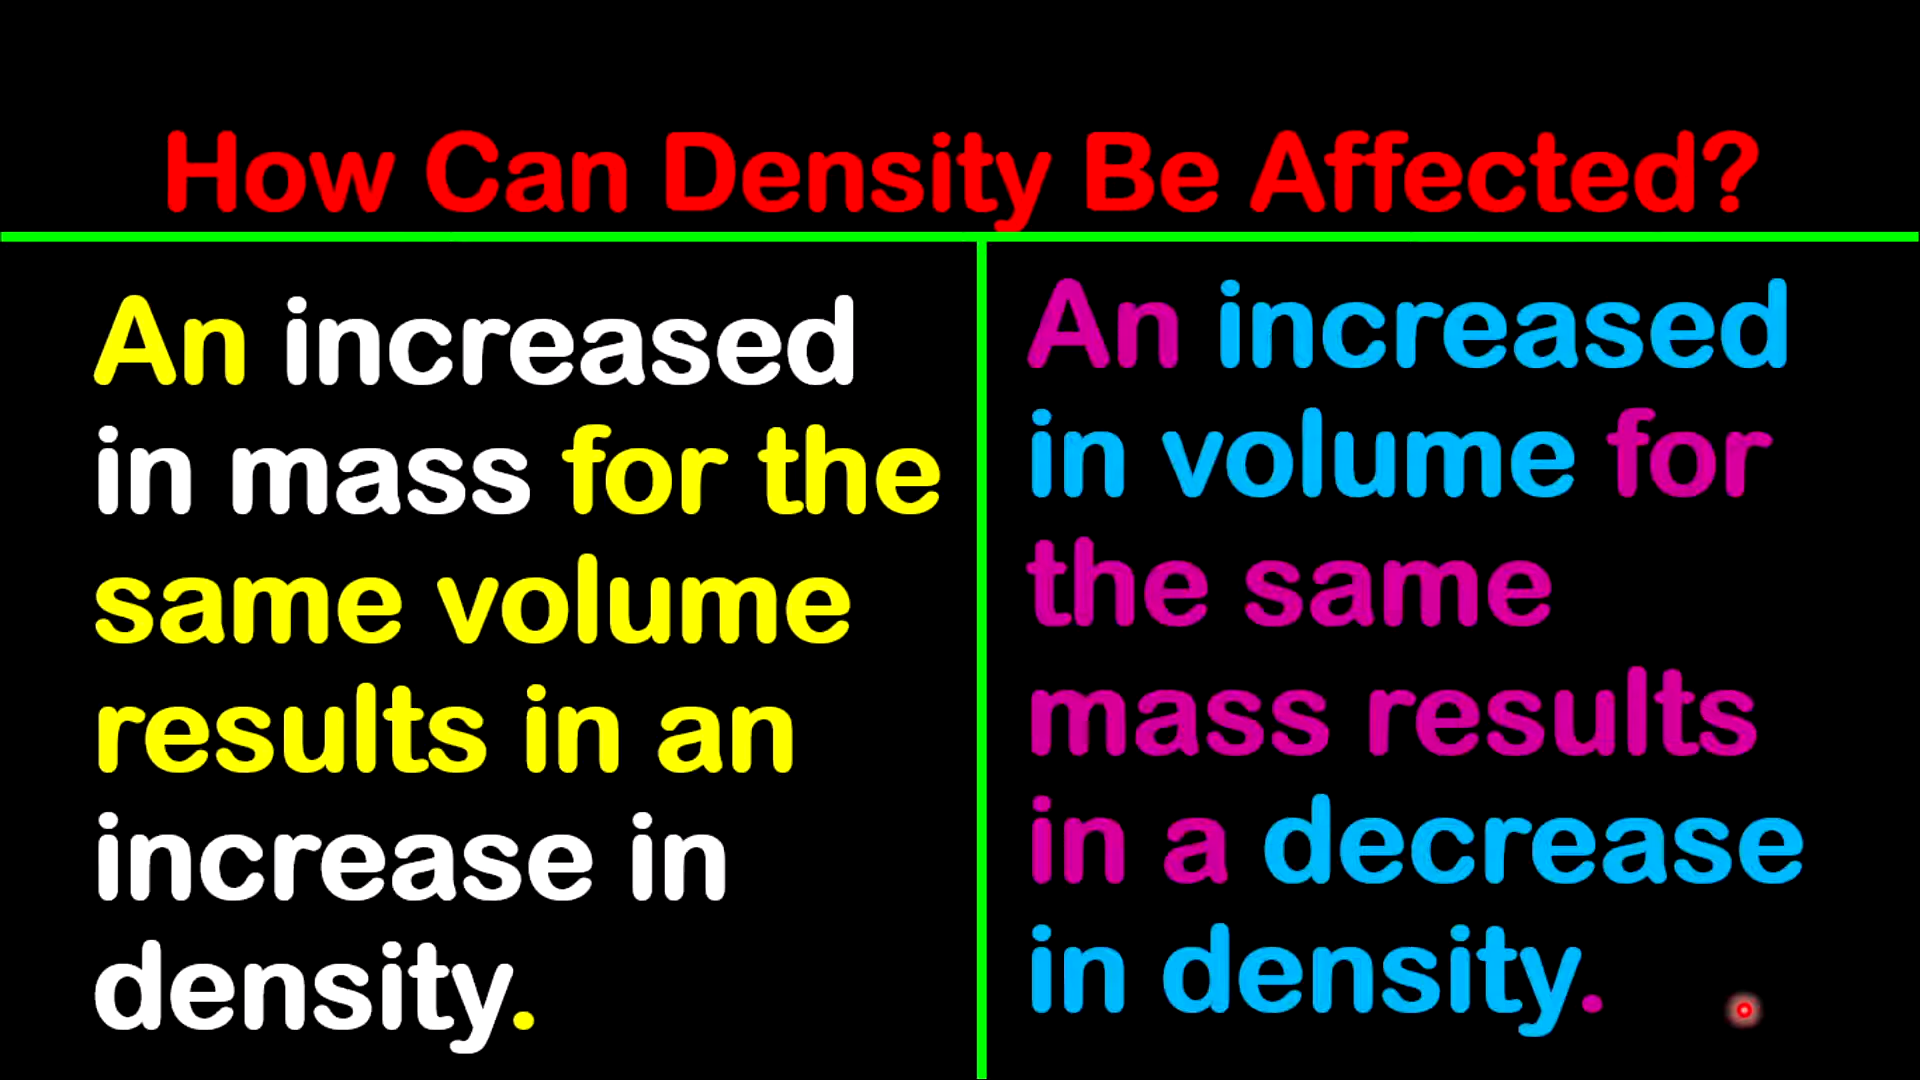 How Can Density Be Affected?
An increased
in mass for the
same volume
results in an
increase in
density.
An increased
in volume for
the same
mass results
in a decrease
in density.